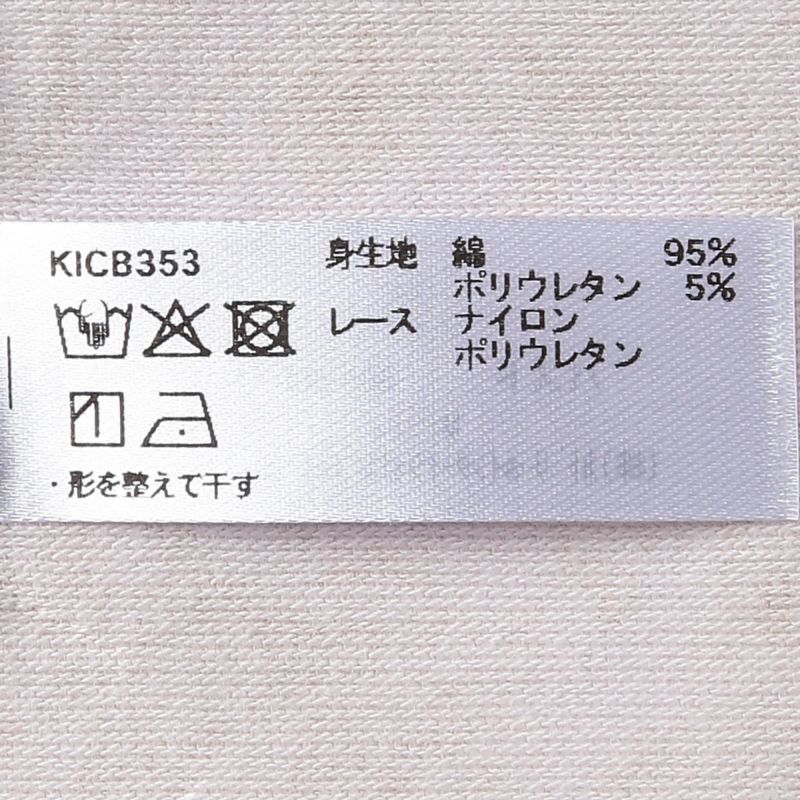 KICB353
身生地 綿 95%
ポリウレタン 5%
レース ナイロン
ポリウレタン
・形を整えて干す